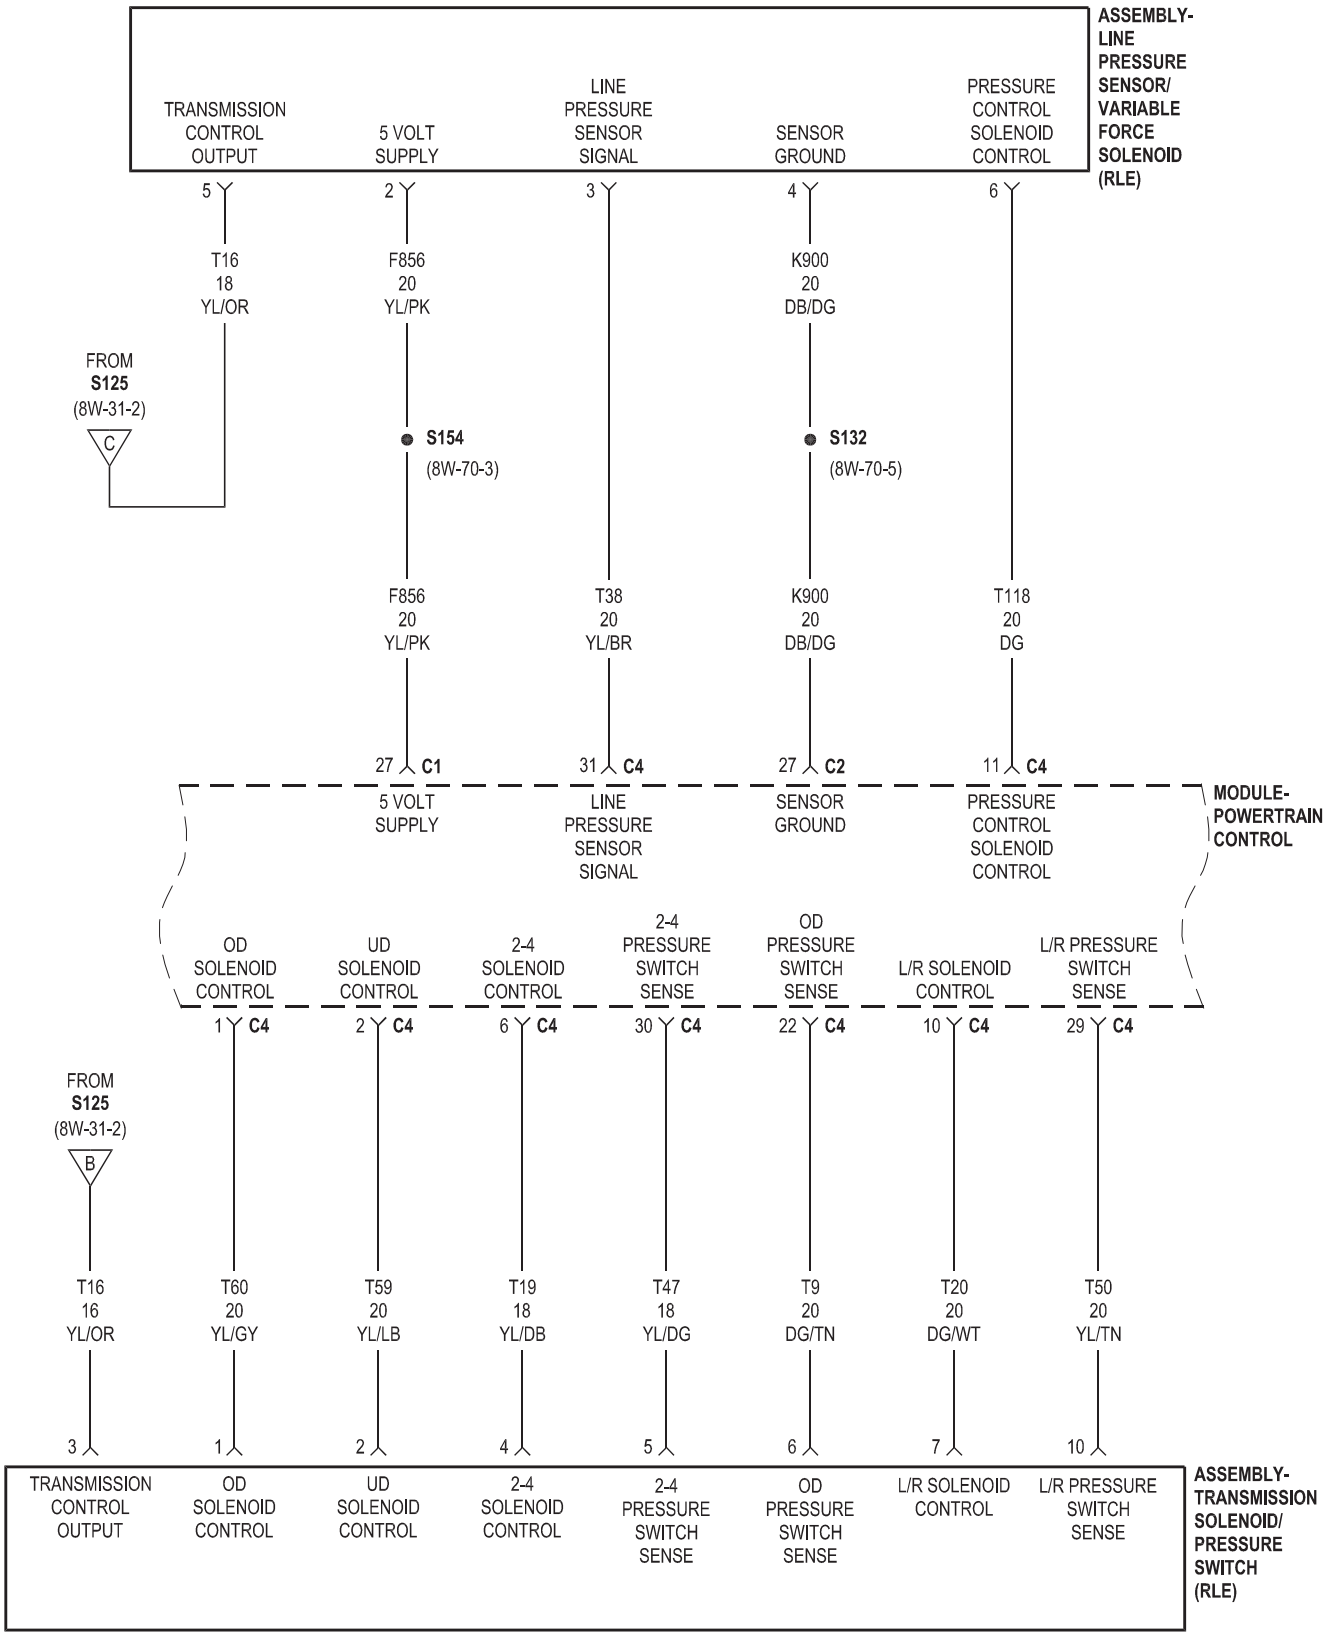 ASSEMBLY-
LINE
PRESSURE
SENSOR/
VARIABLE
FORCE
SOLENOID
(RLE)
TRANSMISSION
CONTROL
OUTPUT
5 VOLT
SUPPLY
LINE
PRESSURE
SENSOR
SIGNAL
SENSOR
GROUND
PRESSURE
CONTROL
SOLENOID
CONTROL
5
2
3
4
6
T16
18
YL/OR
F856
20
YL/PK
K900
20
DB/DG
FROM
S125
(8W-31-2)
C
S154
(8W-70-3)
S132
(8W-70-5)
F856
20
YL/PK
T38
20
YL/BR
K900
20
DB/DG
T118
20
DG
27 C1
31 C4
27 C2
11 C4
MODULE-
POWERTRAIN
CONTROL
5 VOLT
SUPPLY
LINE
PRESSURE
SENSOR
SIGNAL
SENSOR
GROUND
PRESSURE
CONTROL
SOLENOID
CONTROL
OD
SOLENOID
CONTROL
UD
SOLENOID
CONTROL
2-4
SOLENOID
CONTROL
2-4
PRESSURE
SWITCH
SENSE
OD
PRESSURE
SWITCH
SENSE
L/R SOLENOID
CONTROL
L/R PRESSURE
SWITCH
SENSE
1 C4
2 C4
6 C4
30 C4
22 C4
10 C4
29 C4
FROM
S125
(8W-31-2)
B
T16
16
YL/OR
T60
20
YL/GY
T59
20
YL/LB
T19
18
YL/DB
T47
18
YL/DG
T9
20
DG/TN
T20
20
DG/WT
T50
20
YL/TN
3
1
2
4
5
6
7
10
TRANSMISSION
CONTROL
OUTPUT
OD
SOLENOID
CONTROL
UD
SOLENOID
CONTROL
2-4
SOLENOID
CONTROL
2-4
PRESSURE
SWITCH
SENSE
OD
PRESSURE
SWITCH
SENSE
L/R SOLENOID
CONTROL
L/R PRESSURE
SWITCH
SENSE
ASSEMBLY-
TRANSMISSION
SOLENOID/
PRESSURE
SWITCH
(RLE)